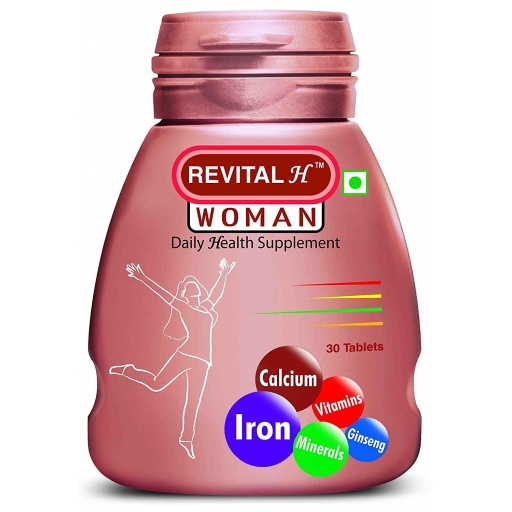 REVITAL H™
WOMAN
Daily Health Supplement
30 Tablets
Calcium
Vitamins
Iron
Minerals
Ginseng